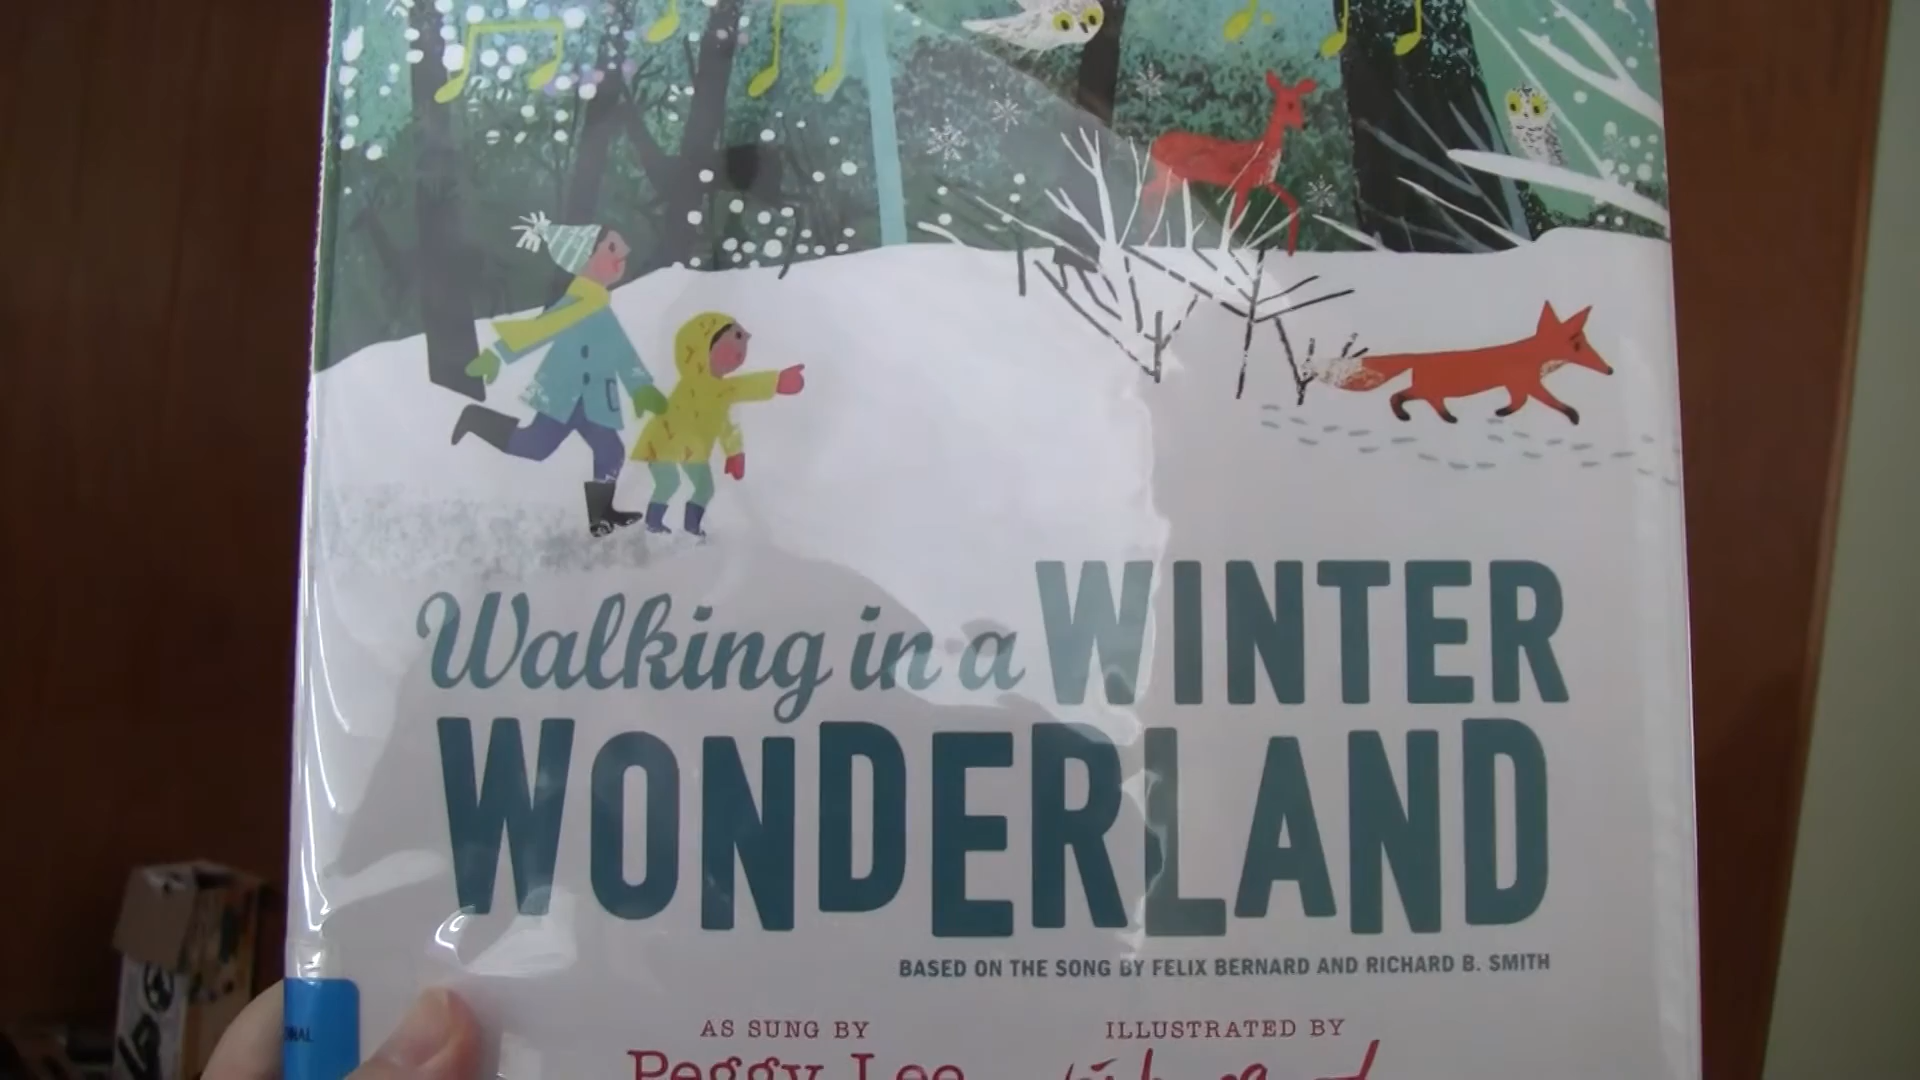 Walking in a WINTER
WONDERLAND
BASED ON THE SONG BY FELIX BERNARD AND RICHARD B. SMITH
AS SUNG BY
ILLUSTRATED BY
Peggy Lee